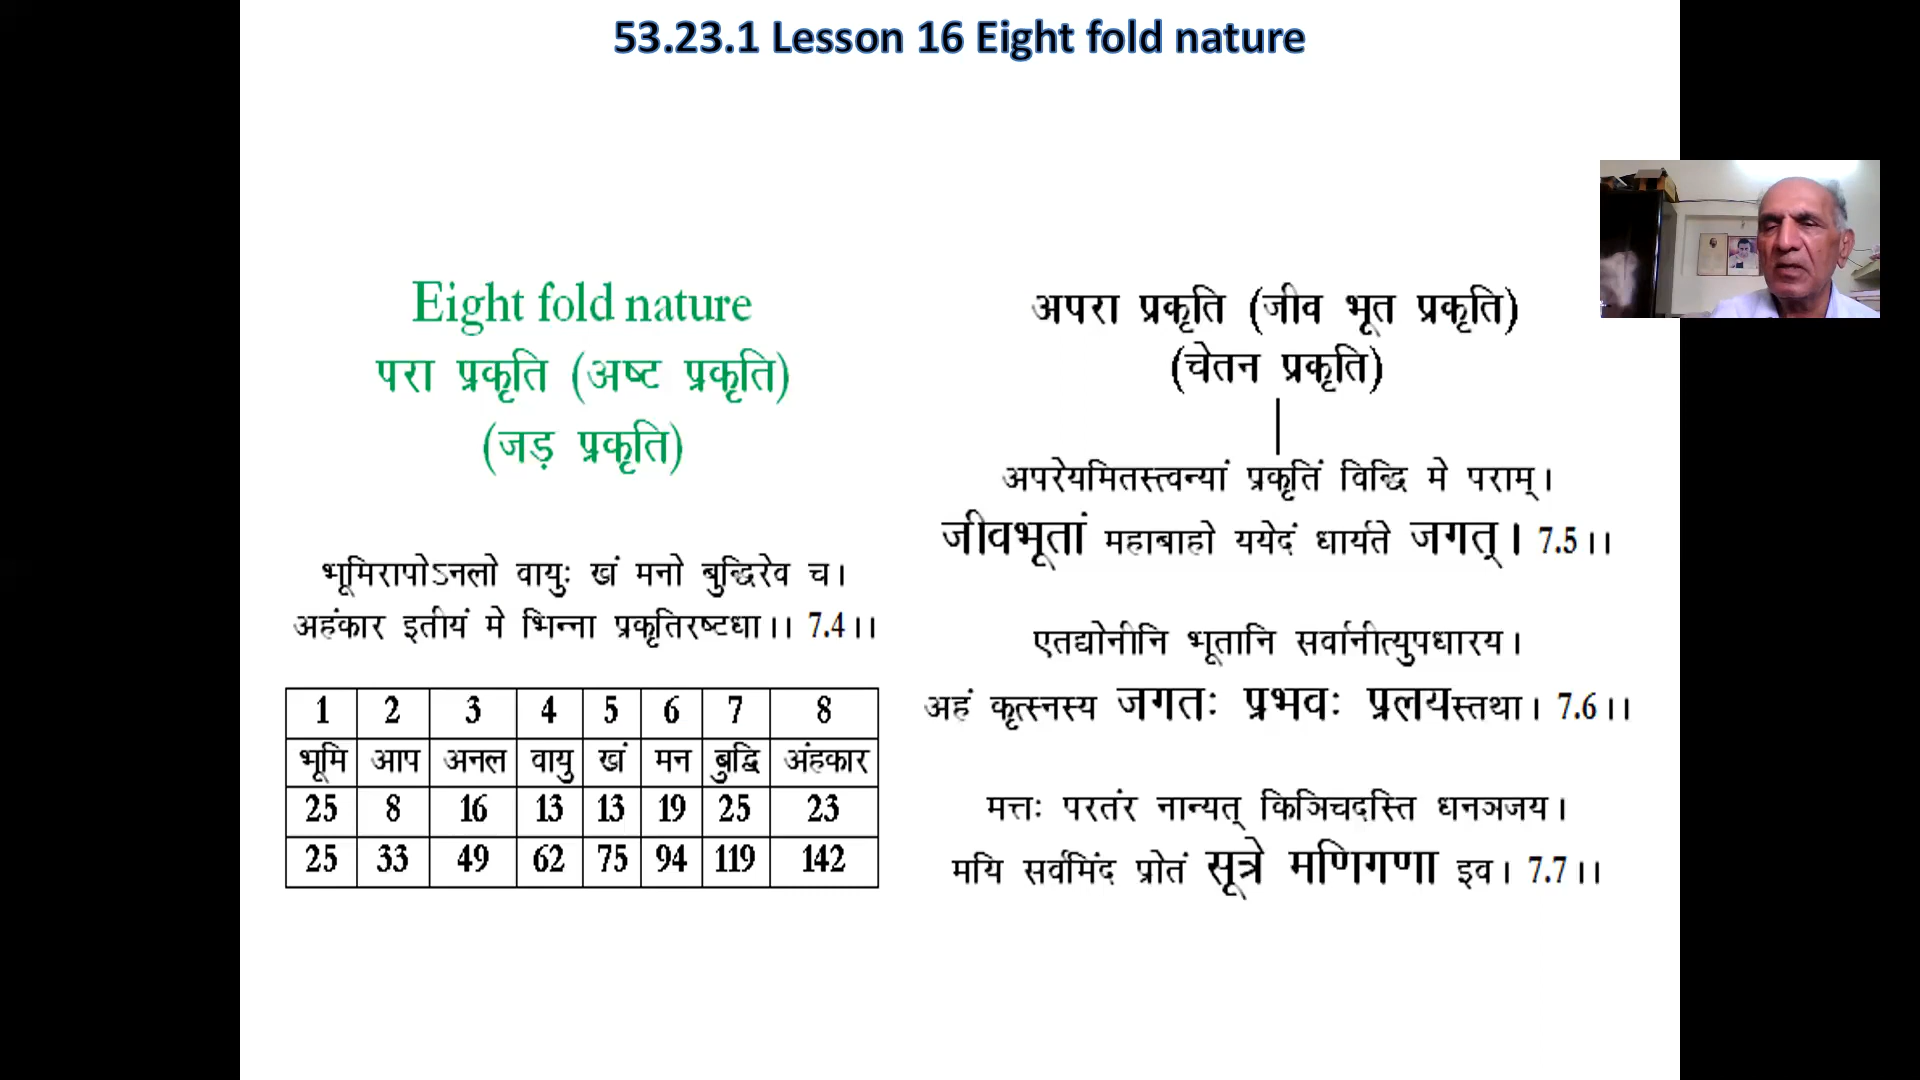 53.23.1 Lesson 16 Eight fold nature
Eight fold nature
परा प्रकृति (अष्ट प्रकृति)
(जड़ प्रकृति)
भूमिरापोऽनलो वायुः खं मनो बुद्धिरेव च।
अहंकार इतीयं मे भिन्ना प्रकृतिरष्टधा।। 7.4।।
1 2 3 4 5 6 7 8
भूमि आप अनल वायु खं मन बुद्धि अंहकार
25 8 16 13 13 19 25 23
25 33 49 62 75 94 119 142
अपरा प्रकृति (जीव भूत प्रकृति)
(चेतन प्रकृति)
अपरेयमितस्त्वन्यां प्रकृतिं विद्धि मे पराम्।
जीवभूतां महाबाहो ययेदं धार्यते जगत्। 7.5।।
एतद्योनीनि भूतानि सर्वानीत्युपधारय।
अहं कृत्स्नस्य जगतः प्रभवः प्रलयस्तथा। 7.6।।
मत्तः परतंर नान्यत् किञिचदस्ति धनञजय।
मयि सर्वमिंद प्रोतं सूत्रे मणिगणा इव। 7.7।।